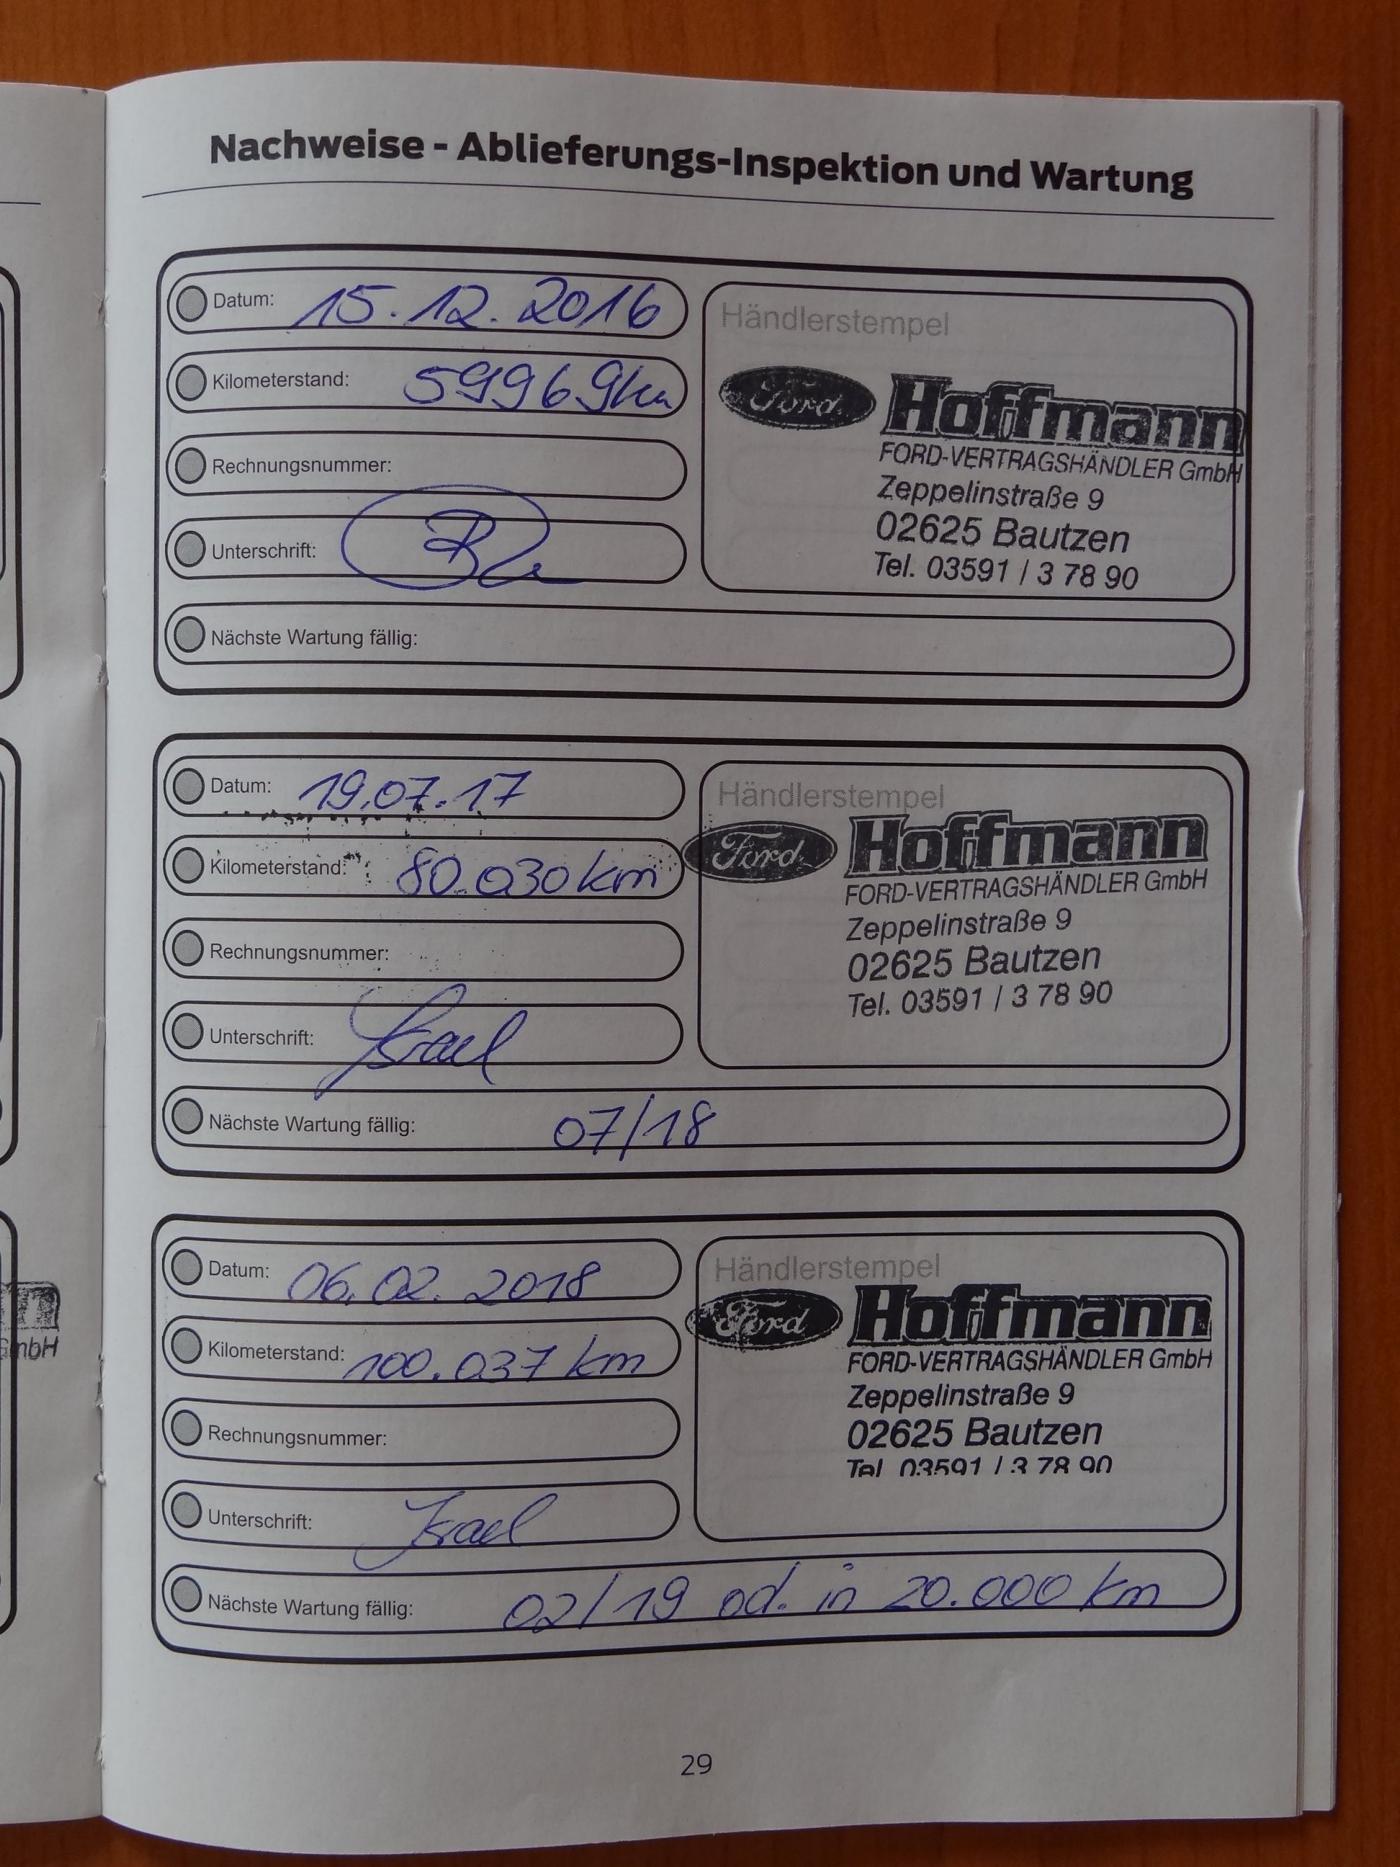 Nachweise - Ablieferungs-Inspektion und Wartung
Datum: 15.12.2016
Kilometerstand: 59969 km
Rechnungsnummer:
Unterschrift:
Nächste Wartung fällig:
Händlerstempel
Ford Hoffmann
FORD-VERTRAGSHÄNDLER GmbH
Zeppelinstraße 9
02625 Bautzen
Tel. 03591 / 3 78 90
Datum: 19.07.17
Kilometerstand: 80.030 km
Rechnungsnummer:
Unterschrift: Israel
Nächste Wartung fällig: 07/18
Händlerstempel
Ford Hoffmann
FORD-VERTRAGSHÄNDLER GmbH
Zeppelinstraße 9
02625 Bautzen
Tel. 03591 / 3 78 90
Datum: 06.02.2018
Kilometerstand: 100.037 km
Rechnungsnummer:
Unterschrift: Israel
Nächste Wartung fällig: 02/19 od. in 20.000 km
Händlerstempel
Ford Hoffmann
FORD-VERTRAGSHÄNDLER GmbH
Zeppelinstraße 9
02625 Bautzen
Tel. 03591 / 3 78 90
GmbH
29